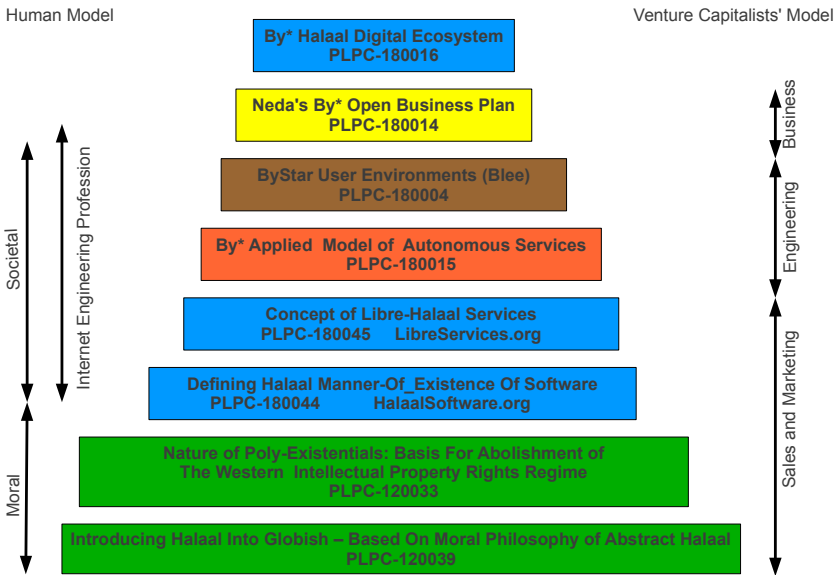 Human Model
Venture Capitalists' Model
By* Halaal Digital Ecosystem
PLPC-180016
Neda's By* Open Business Plan
PLPC-180014
ByStar User Environments (Blee)
PLPC-180004
By* Applied Model of Autonomous Services
PLPC-180015
Concept of Libre-Halaal Services
PLPC-180045 LibreServices.org
Defining Halaal Manner-Of_Existence Of Software
PLPC-180044 HalaalSoftware.org
Nature of Poly-Existentials: Basis For Abolishment of
The Western Intellectual Property Rights Regime
PLPC-120033
Introducing Halaal Into Globish – Based On Moral Philosophy of Abstract Halaal
PLPC-120039
Societal
Moral
Internet Engineering Profession
Business
Engineering
Sales and Marketing